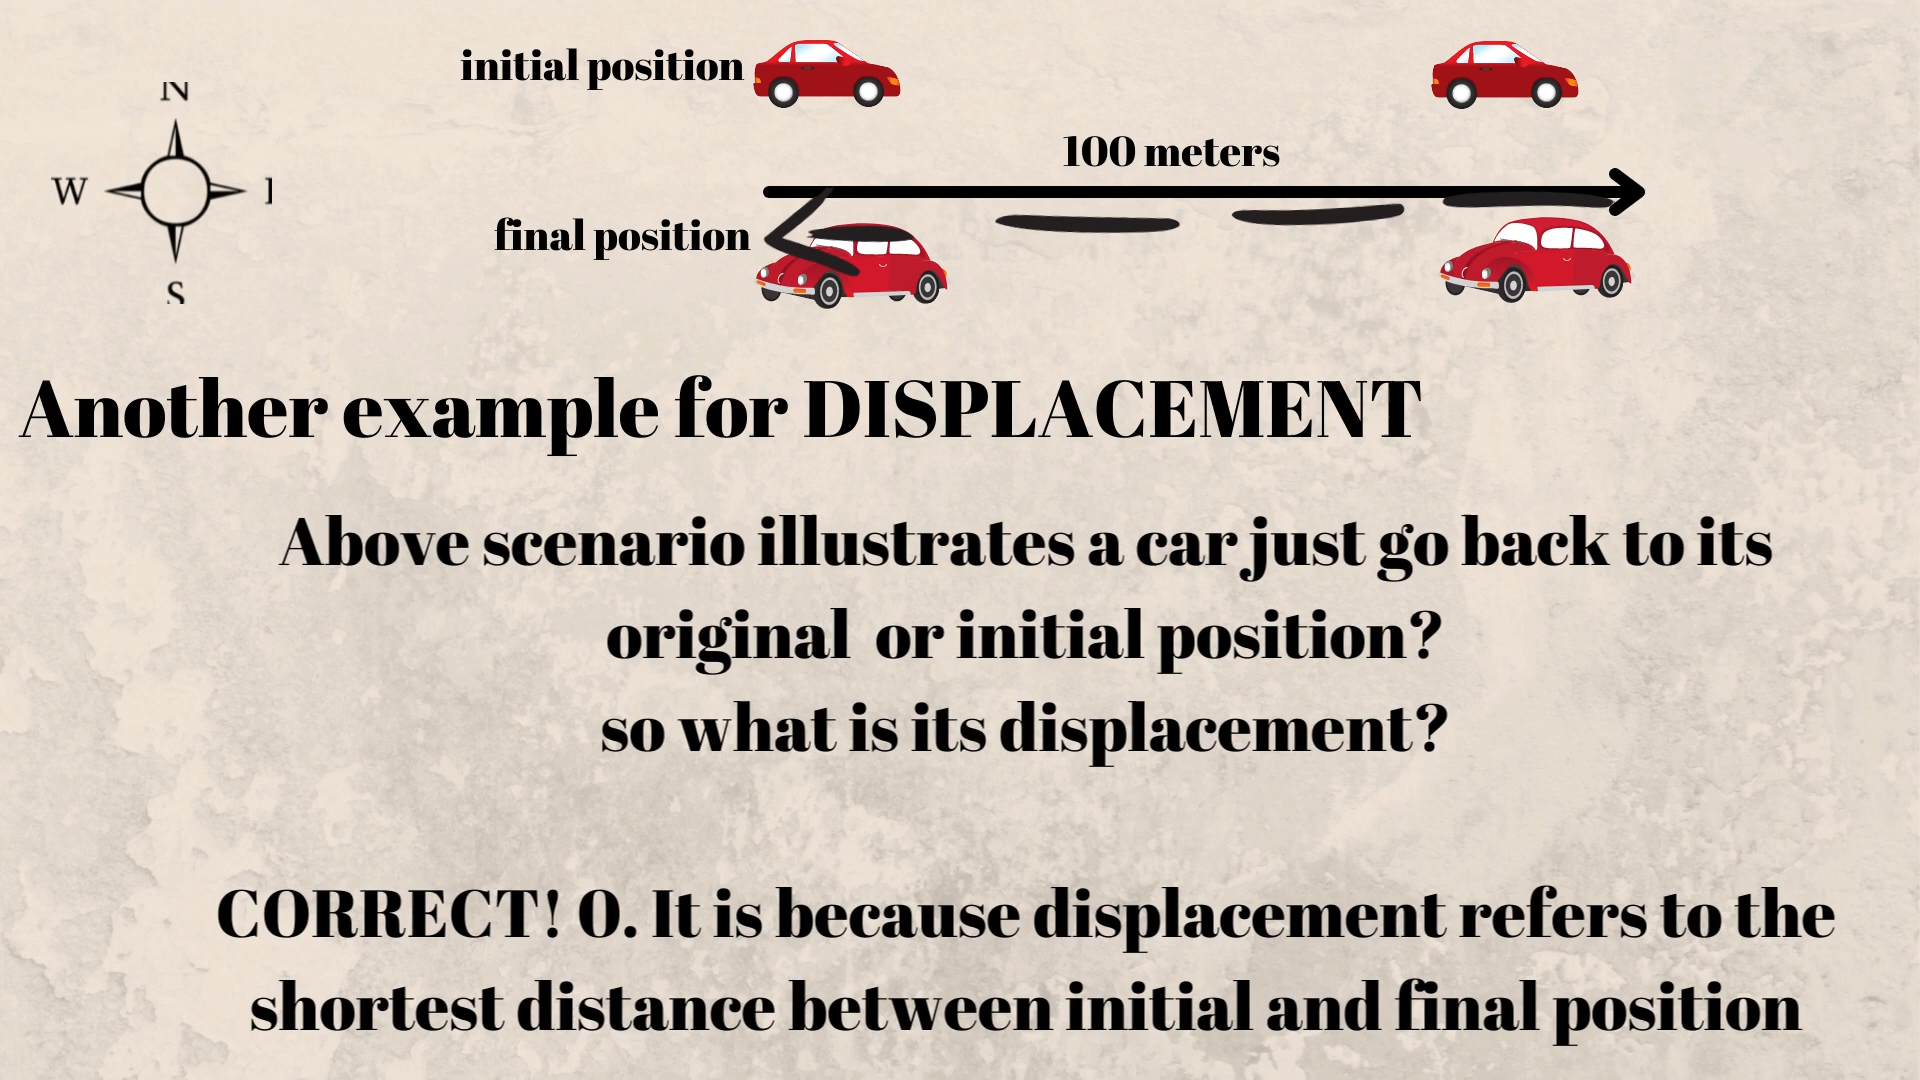 N
W
S
initial position
100 meters
final position
Another example for DISPLACEMENT
Above scenario illustrates a car just go back to its
original or initial position?
so what is its displacement?
CORRECT! 0. It is because displacement refers to the
shortest distance between initial and final position